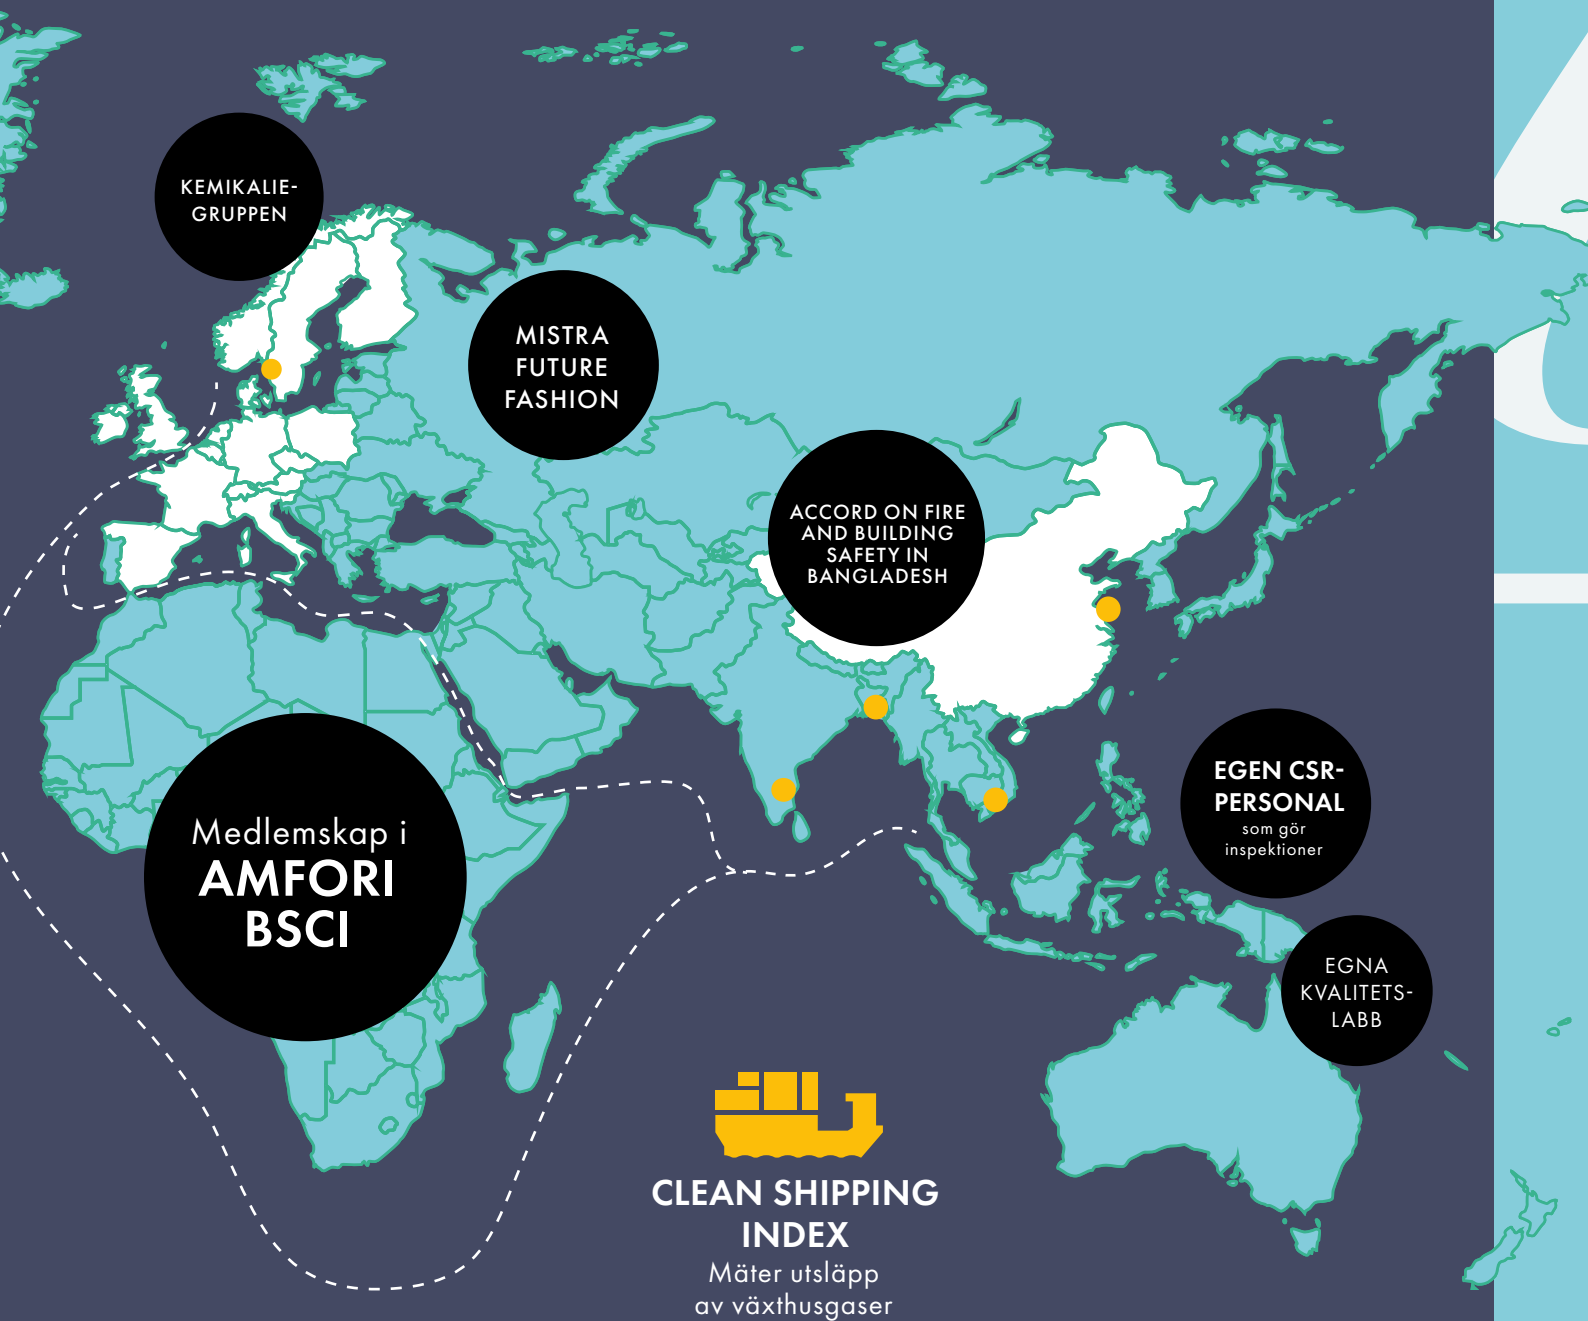 KEMIKALIE-
GRUPPEN
MISTRA
FUTURE
FASHION
ACCORD ON FIRE
AND BUILDING
SAFETY IN
BANGLADESH
Medlemskap i
AMFORI
BSCI
EGEN CSR-
PERSONAL
som gör
inspektioner
EGNA
KVALITETS-
LABB
CLEAN SHIPPING
INDEX
Mäter utsläpp
av växthusgaser